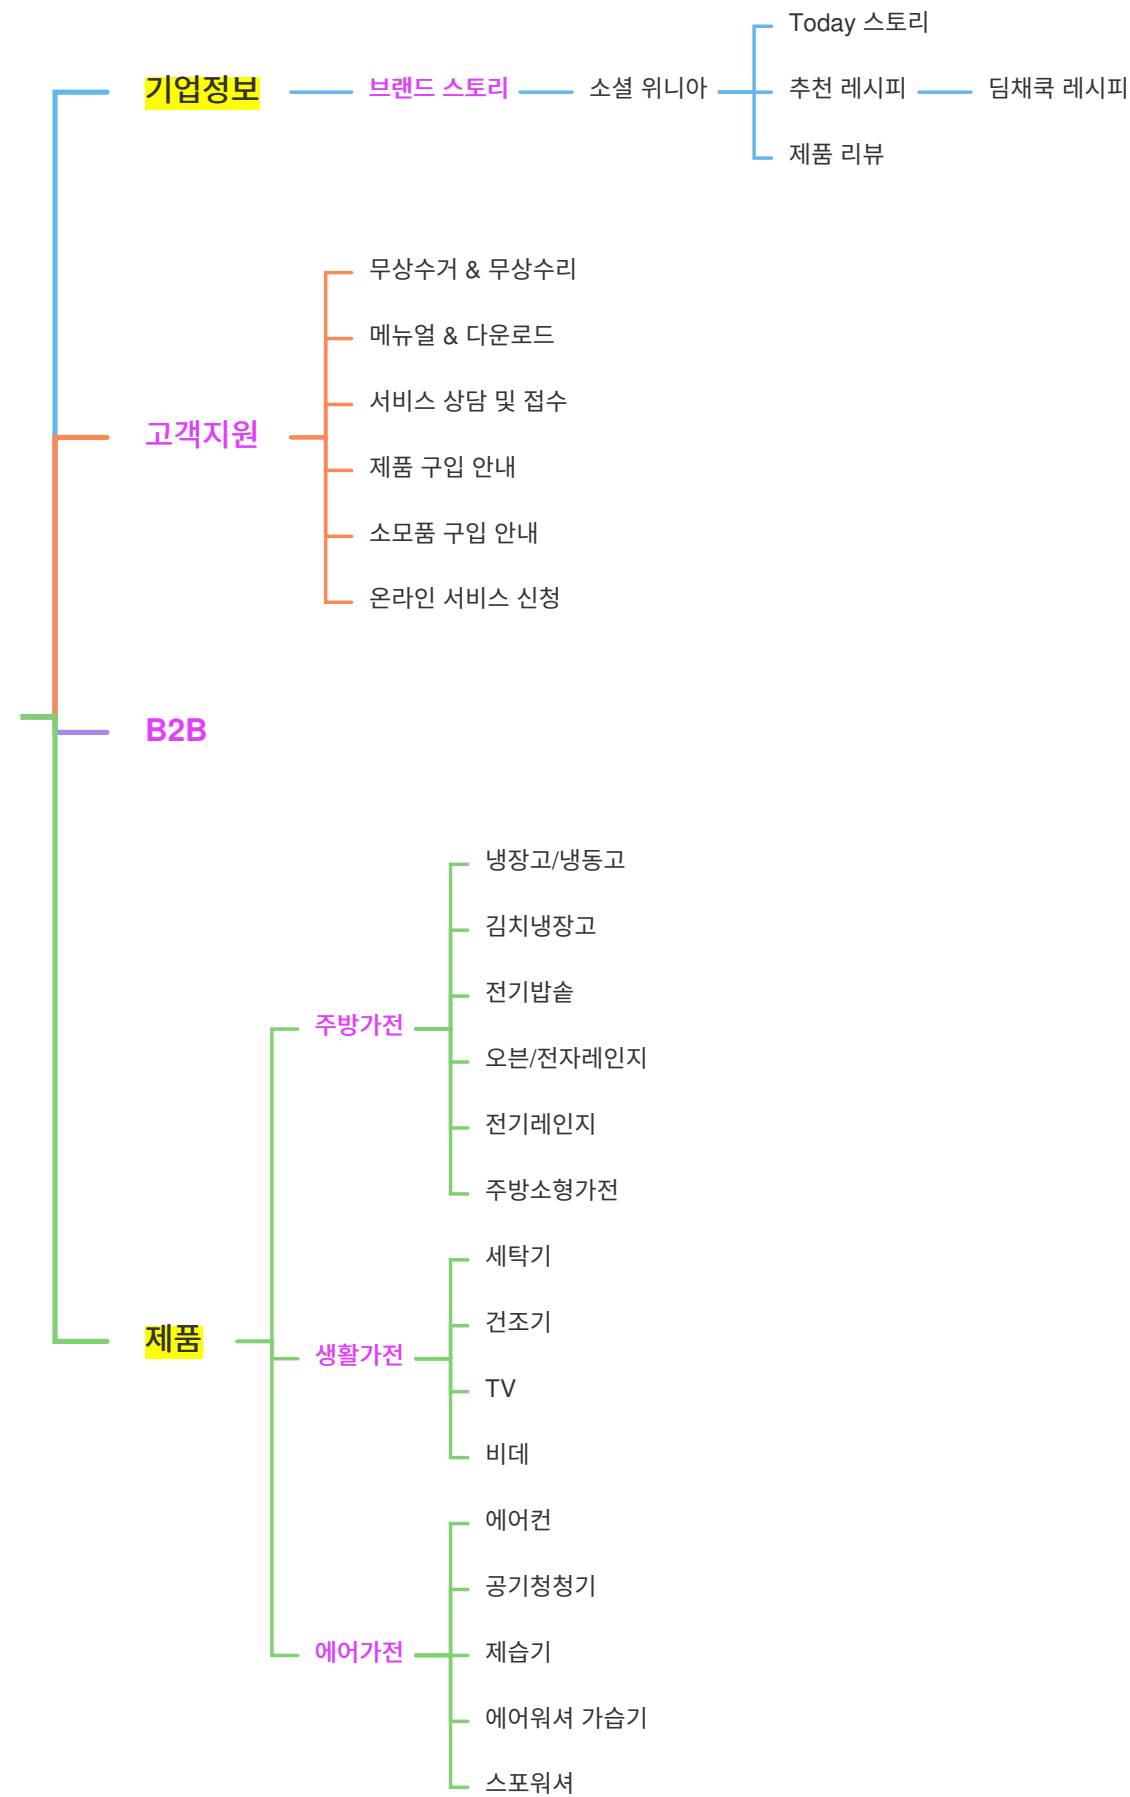 Today 스토리
기업정보
브랜드 스토리
소셜 위니아
추천 레시피
딤채쿡 레시피
제품 리뷰
무상수거 & 무상수리
메뉴얼 & 다운로드
서비스 상담 및 접수
고객지원
제품 구입 안내
소모품 구입 안내
온라인 서비스 신청
B2B
냉장고/냉동고
김치냉장고
전기밥솥
주방가전
오븐/전자레인지
전기레인지
주방소형가전
세탁기
건조기
제품
생활가전
TV
비데
에어컨
공기청청기
에어가전
제습기
에어워셔 가습기
스포워셔